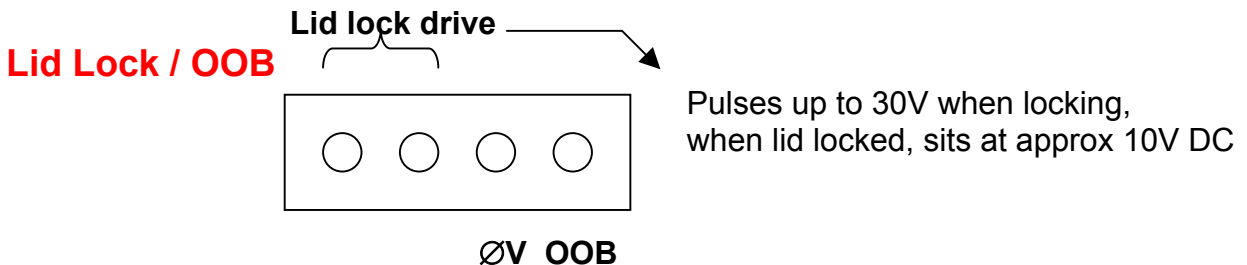 Lid lock drive
Lid Lock / OOB
Pulses up to 30V when locking,
when lid locked, sits at approx 10V DC
∅V OOB